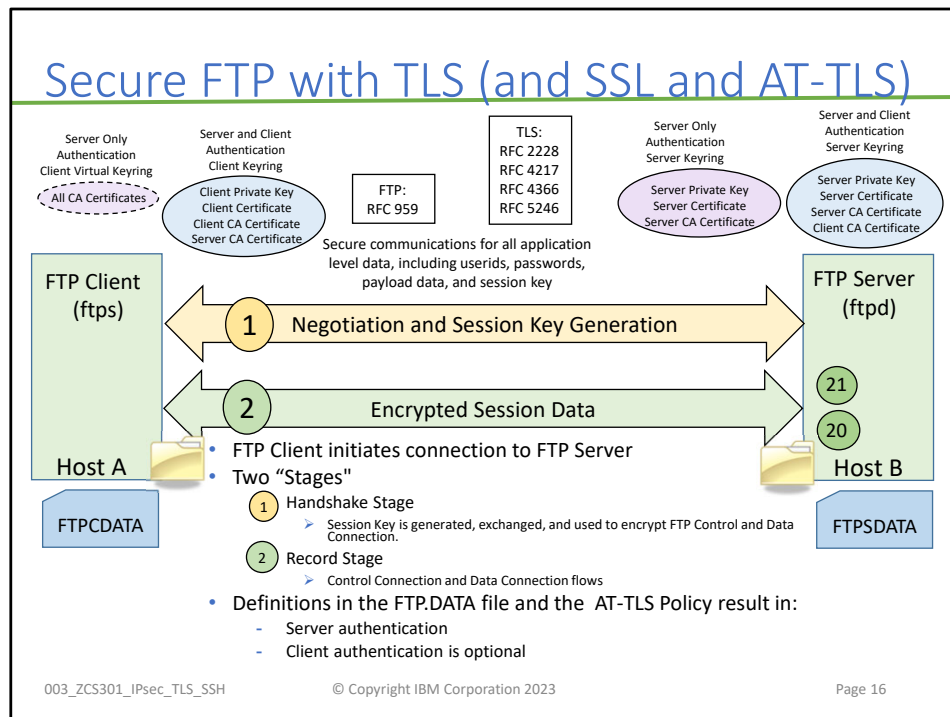 Secure FTP with TLS (and SSL and AT-TLS)
Server Only
Authentication
Client Virtual Keyring
All CA Certificates
Server and Client
Authentication
Client Keyring
Client Private Key
Client Certificate
Client CA Certificate
Server CA Certificate
FTP:
RFC 959
TLS:
RFC 2228
RFC 4217
RFC 4366
RFC 5246
Server Only
Authentication
Server Keyring
Server Private Key
Server Certificate
Server CA Certificate
Server and Client
Authentication
Server Keyring
Server Private Key
Server Certificate
Server CA Certificate
Client CA Certificate
Secure communications for all application
level data, including userids, passwords,
payload data, and session key
FTP Client
(ftps)
FTP Server
(ftpd)
1 Negotiation and Session Key Generation
2 Encrypted Session Data
21
20
Host A
Host B
FTPCDATA
FTPSDATA
• FTP Client initiates connection to FTP Server
• Two “Stages"
1 Handshake Stage
➢ Session Key is generated, exchanged, and used to encrypt FTP Control and Data
Connection.
2 Record Stage
➢ Control Connection and Data Connection flows
• Definitions in the FTP.DATA file and the AT-TLS Policy result in:
- Server authentication
- Client authentication is optional
003_ZCS301_IPsec_TLS_SSH
© Copyright IBM Corporation 2023
Page 16